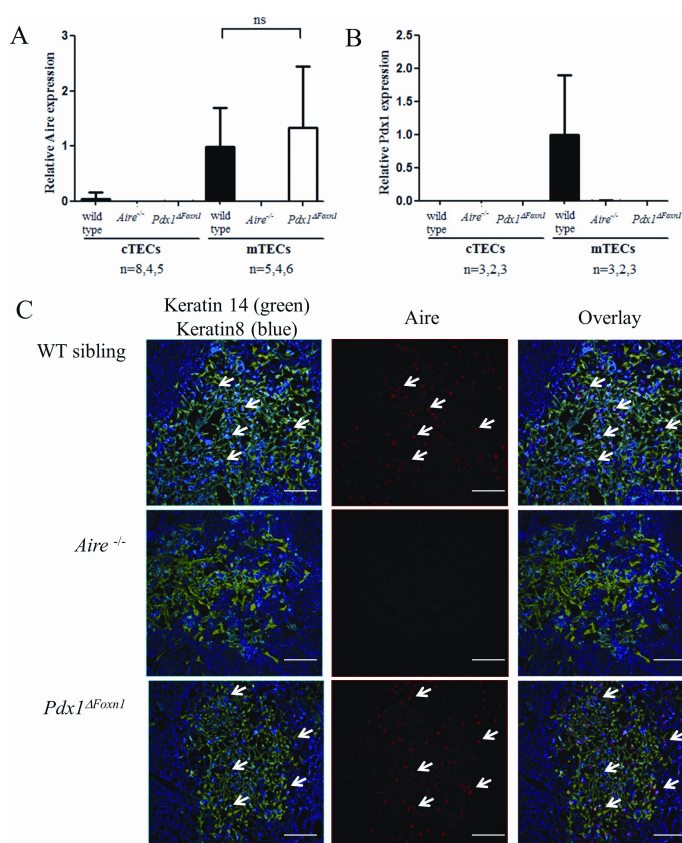 A
ns
Relative Aire expression
3
2
1
0
wild type
Aire-/-
Pdx1ΔFoxn1
wild type
Aire-/-
Pdx1ΔFoxn1
cTECs
mTECs
n=8,4,5
n=5,4,6
B
Relative Pdx1 expression
2.5
2.0
1.5
1.0
0.5
0.0
wild type
Aire-/-
Pdx1ΔFoxn1
wild type
Aire-/-
Pdx1ΔFoxn1
cTECs
mTECs
n=3,2,3
n=3,2,3
C
Keratin 14 (green)
Keratin8 (blue)
Aire
Overlay
WT sibling
Aire -/-
Pdx1ΔFoxn1